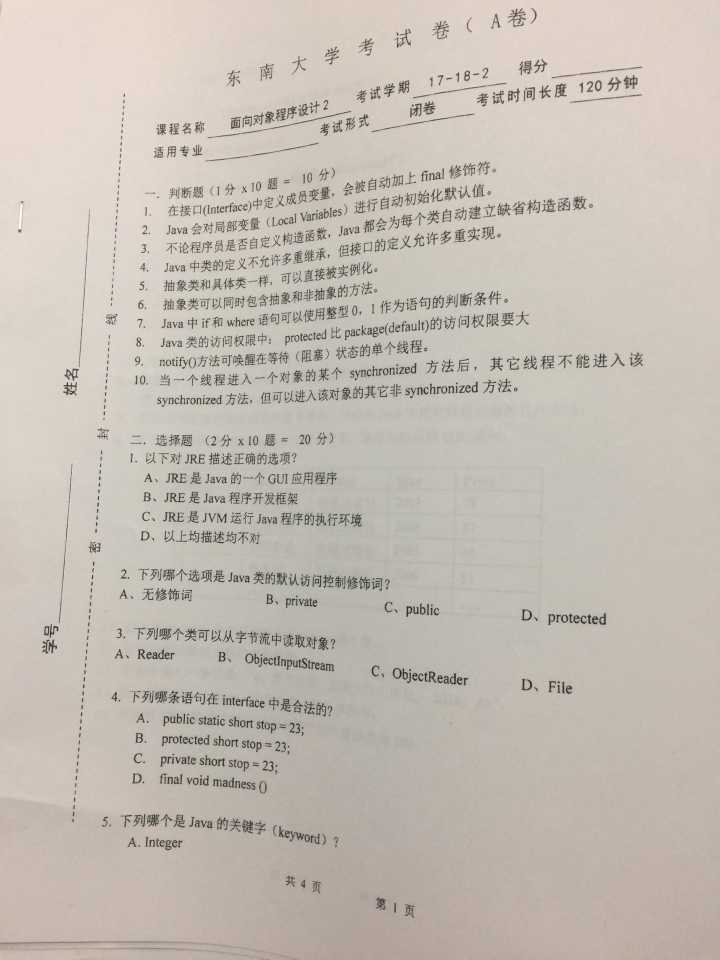 东 南 大 学 考 试 卷 （ A 卷）
课程名称 面向对象程序设计 2 考试学期 17-18-2 得分
适用专业 考试形式 闭卷 考试时间长度 120 分钟
一． 判断题（1 分 x 10 题 = 10 分）
1. 在接口(Interface)中定义成员变量，会被自动加上 final 修饰符。
2. Java 会对局部变量（Local Variables）进行自动初始化默认值。
3. 不论程序员是否自定义构造函数，Java 都会为每个类自动建立缺省构造函数。
4. Java 中类的定义不允许多重继承，但接口的定义允许多重实现。
5. 抽象类和具体类一样，可以直接被实例化。
6. 抽象类可以同时包含抽象和非抽象的方法。
7. Java 中 if 和 where 语句可以使用整型 0，1 作为语句的判断条件。
8. Java 类的访问权限中： protected 比 package(default)的访问权限要大
9. notify()方法可唤醒在等待（阻塞）状态的单个线程。
10. 当一个线程进入一个对象的某个 synchronized 方法后，其它线程不能进入该
synchronized 方法，但可以进入该对象的其它非 synchronized 方法。
二．选择题 （2 分 x 10 题 = 20 分）
1. 以下对 JRE 描述正确的选项？
A、JRE 是 Java 的一个 GUI 应用程序
B、JRE 是 Java 程序开发框架
C、JRE 是 JVM 运行 Java 程序的执行环境
D、以上均描述均不对
2. 下列哪个选项是 Java 类的默认访问控制修饰词？
A、无修饰词 B、private C、public D、protected
3. 下列哪个类可以从字节流中读取对象？
A、Reader B、 ObjectInputStream C、ObjectReader D、File
4. 下列哪条语句在 interface 中是合法的？
A. public static short stop = 23;
B. protected short stop = 23;
C. private short stop = 23;
D. final void madness ()
5. 下列哪个是 Java 的关键字（keyword）？
A. Integer
共 4 页 第 1 页
姓名
学号
线
封
密